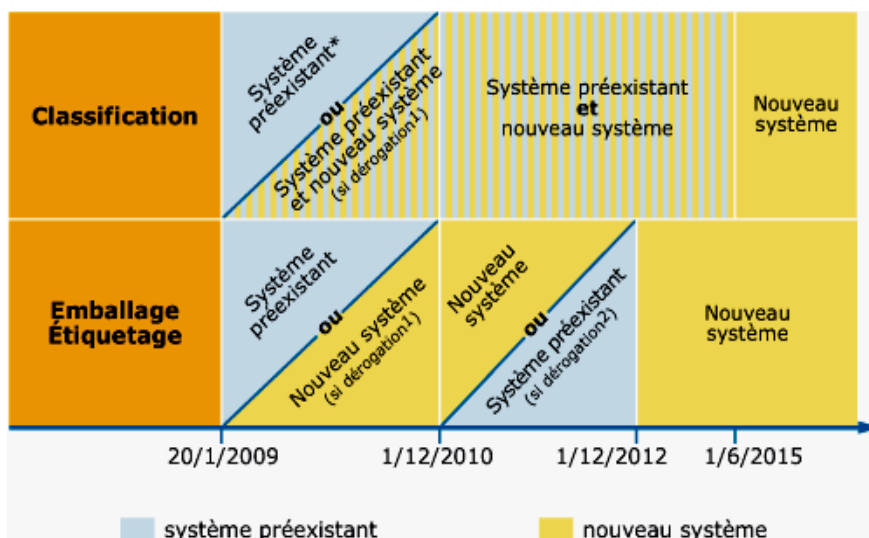 Classification
Système
préexistant*
ou
Système préexistant
et nouveau système
(si dérogation1)
Système préexistant
et
nouveau système
Nouveau
système
Emballage
Étiquetage
Système
préexistant
ou
Nouveau système
(si dérogation1)
Nouveau
système
ou
Système préexistant
(si dérogation2)
Nouveau
système
20/1/2009 1/12/2010 1/12/2012 1/6/2015
système préexistant nouveau système